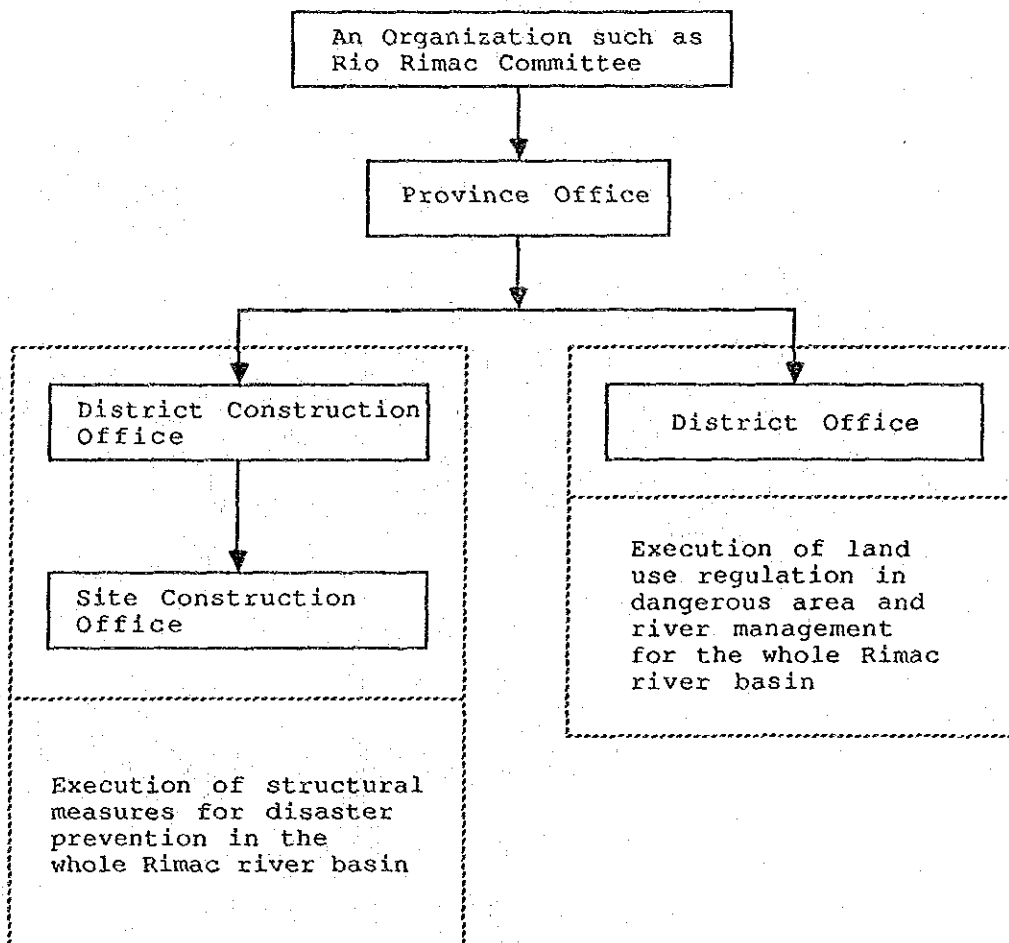 An Organization such as
Rio Rimac Committee
Province Office
District Construction
Office
District Office
Site Construction
Office
Execution of land
use regulation in
dangerous area and
river management
for the whole Rimac
river basin
Execution of structural
measures for disaster
prevention in the
whole Rimac river basin